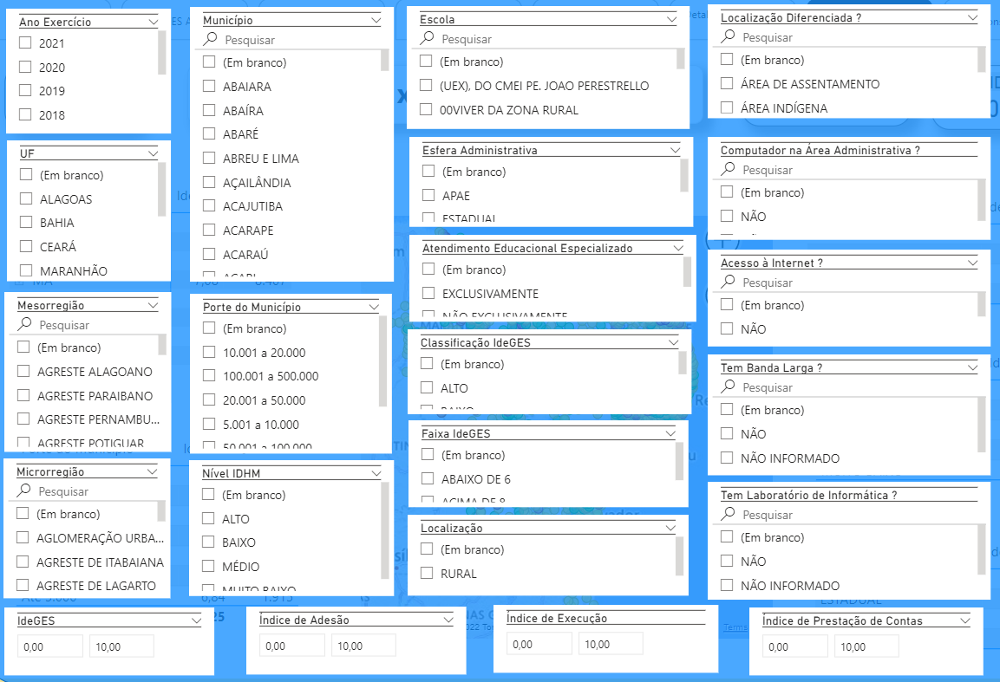 Ano Exercício
2021
2020
2019
2018
UF
(Em branco)
ALAGOAS
BAHIA
CEARÁ
MARANHÃO
Mesorregião
Pesquisar
(Em branco)
AGRESTE ALAGOANO
AGRESTE PARAIBANO
AGRESTE PERNAMBU...
AGRESTE POTIGUAR
Microrregião
Pesquisar
(Em branco)
AGLOMERAÇÃO URBA...
AGRESTE DE ITABAIANA
AGRESTE DE LAGARTO
Município
Pesquisar
(Em branco)
ABAIARA
ABAÍRA
ABARÉ
ABREU E LIMA
AÇAILÂNDIA
ACAJUTIBA
ACARAPE
ACARAÚ
ACARI
Porte do Município
(Em branco)
10.001 a 20.000
100.001 a 500.000
20.001 a 50.000
5.001 a 10.000
50.001 a 100.000
Nível IDHM
(Em branco)
ALTO
BAIXO
MÉDIO
MUITO BAIXO
Escola
Pesquisar
(Em branco)
(UEX), DO CMEI PE. JOAO PERESTRELLO
00VIVER DA ZONA RURAL
Esfera Administrativa
(Em branco)
APAE
ESTADUAL
Atendimento Educacional Especializado
(Em branco)
EXCLUSIVAMENTE
NÃO EXCLUSIVAMENTE
Classificação IdeGES
(Em branco)
ALTO
BAIXO
Faixa IdeGES
(Em branco)
ABAIXO DE 6
ACIMA DE 8
Localização
(Em branco)
RURAL
Localização Diferenciada ?
Pesquisar
(Em branco)
ÁREA DE ASSENTAMENTO
ÁREA INDÍGENA
Computador na Área Administrativa ?
Pesquisar
(Em branco)
NÃO
Acesso à Internet ?
Pesquisar
(Em branco)
NÃO
Tem Banda Larga ?
Pesquisar
(Em branco)
NÃO
NÃO INFORMADO
Tem Laboratório de Informática ?
Pesquisar
(Em branco)
NÃO
NÃO INFORMADO
ESTADUAL
Terms
IdeGES
0,00 10,00
Índice de Adesão
0,00 10,00
Índice de Execução
0,00 10,00
Índice de Prestação de Contas
0,00 10,00